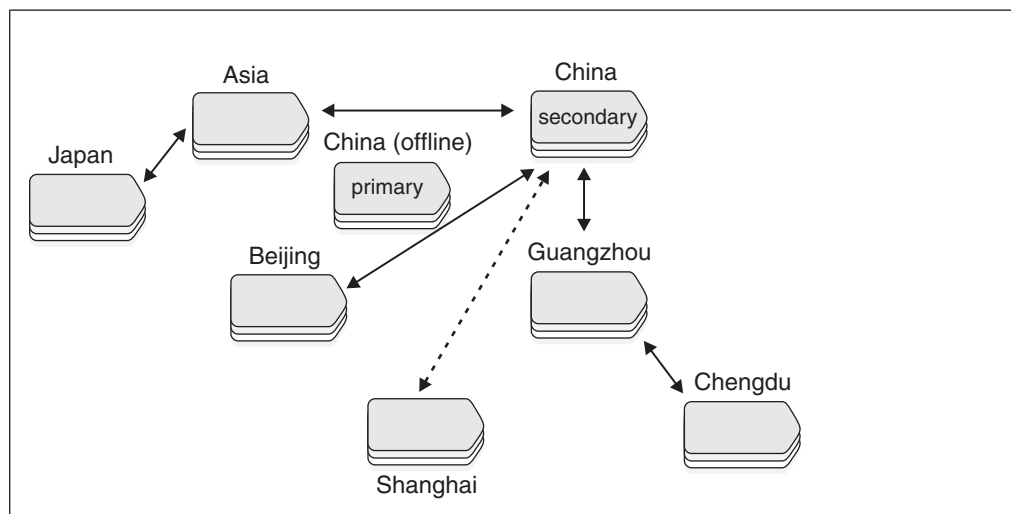 Asia
China
secondary
China (offline)
primary
Japan
Beijing
Guangzhou
Chengdu
Shanghai